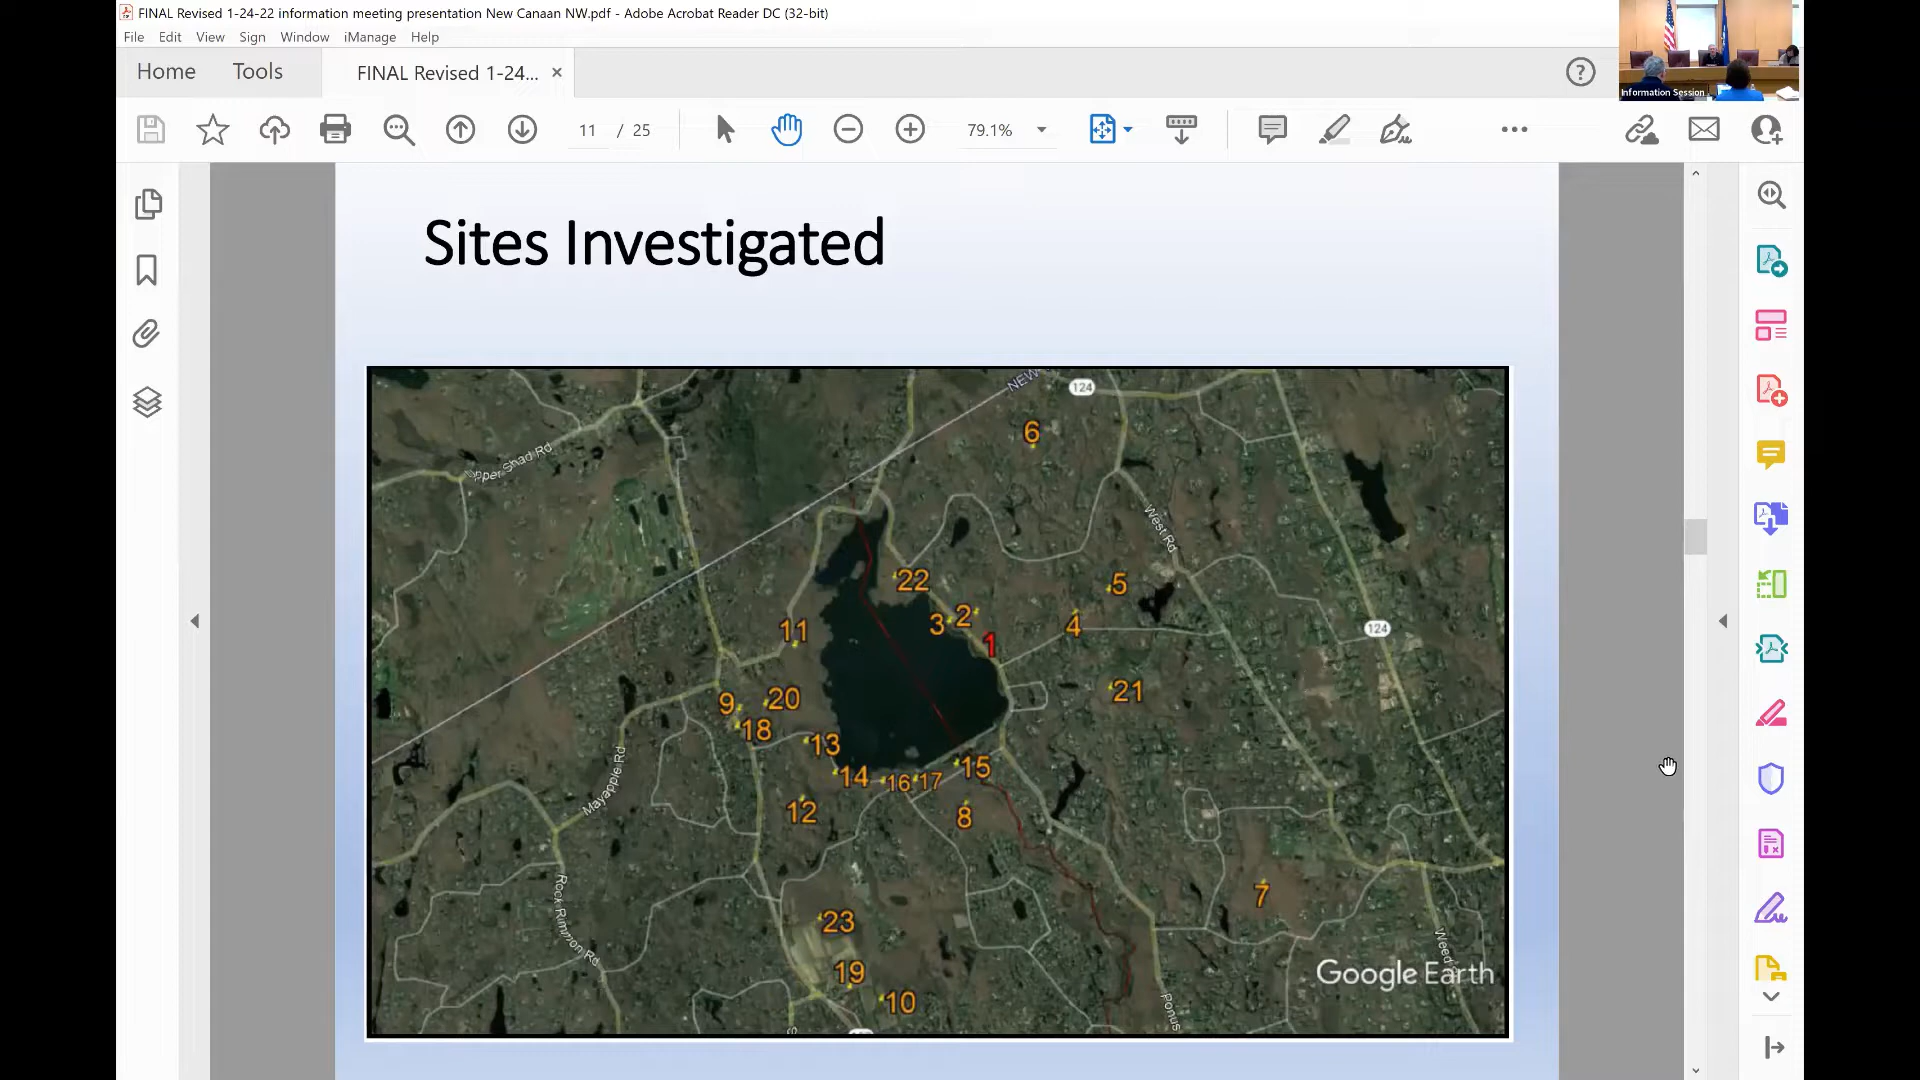 FINAL Revised 1-24-22 information meeting presentation New Canaan NW.pdf - Adobe Acrobat Reader DC (32-bit)
File Edit View Sign Window iManage Help
Home Tools FINAL Revised 1-24... ×
11 / 25 79.1%
Information Session
Sites Investigated
NEW
124
6
Upper Shad Rd
West Rd
22
5
2
3
4
11
1
124
21
9
20
18
13
14
16
17
15
Mayapple Rd
12
8
7
Rock Rimmon Rd
23
Weed
19
Google Earth
10
Ponus